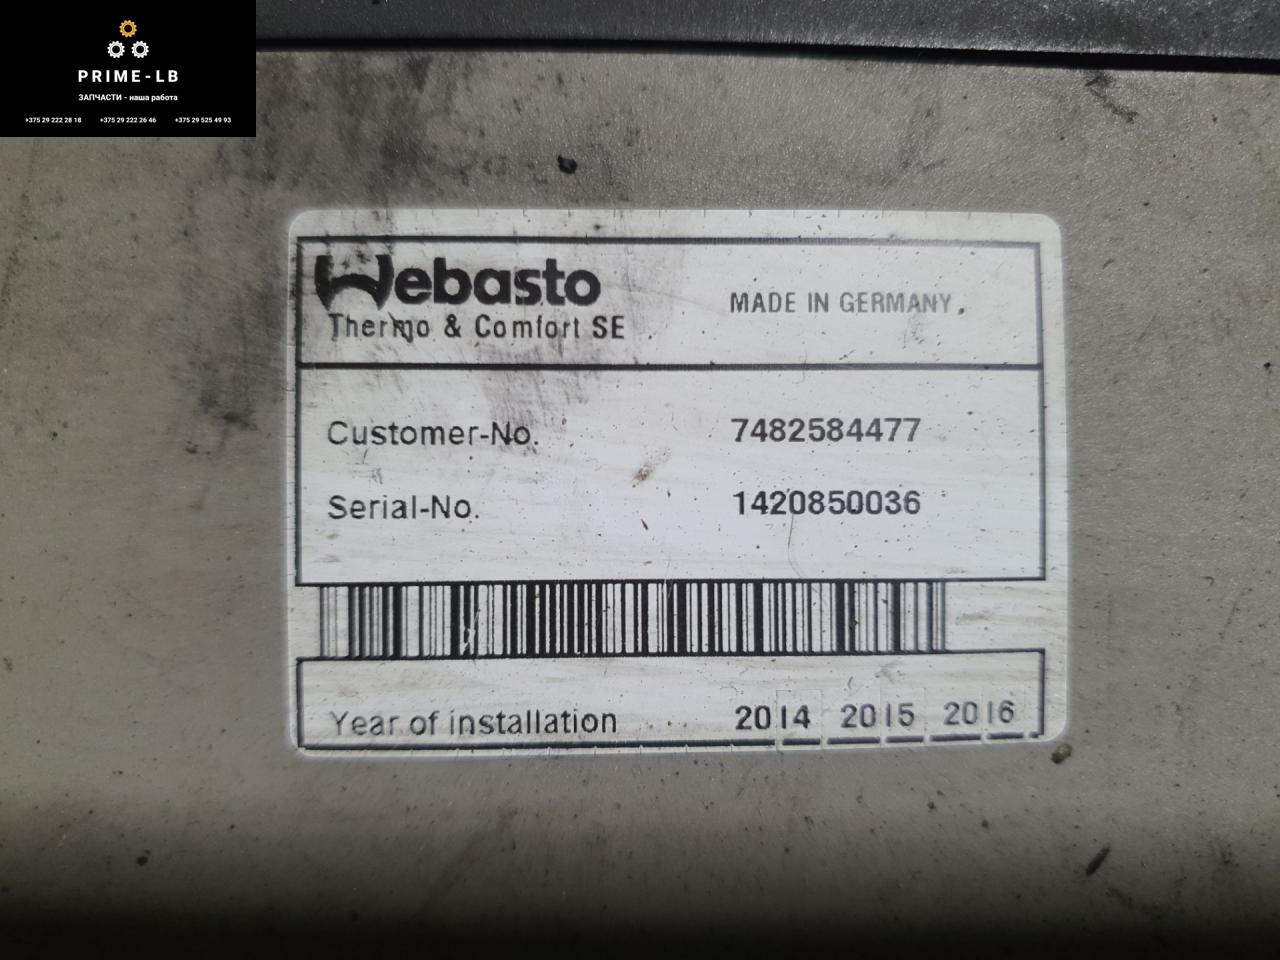 PRIME-LB
ЗАПЧАСТИ - наша работа
+375 29 222 28 18 +375 29 222 26 46 +375 29 525 49 93
Webasto
Thermo & Comfort SE
MADE IN GERMANY
Customer-No. 7482584477
Serial-No. 1420850036
Year of installation 2014 2015 2016